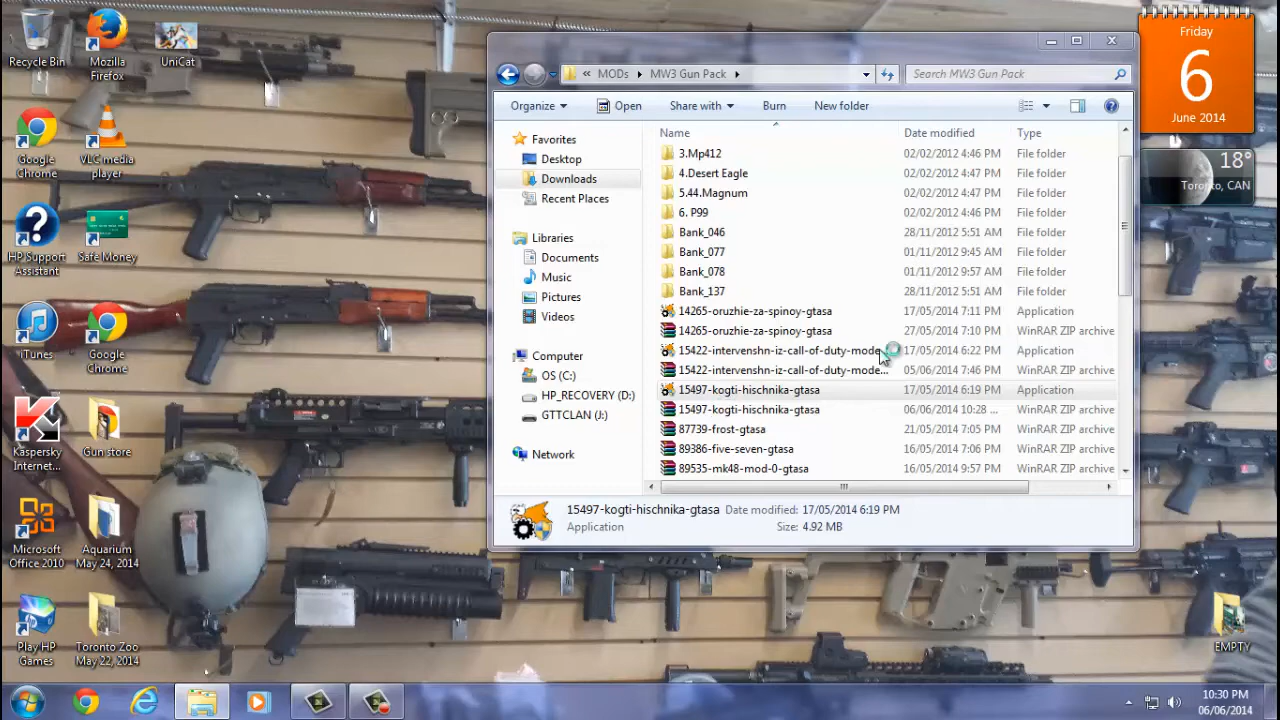 Recycle Bin
Mozilla
Firefox
UniCat
Google
Chrome
VLC media
player
HP Support
Assistant
Safe Money
iTunes
Google
Chrome
Kaspersky
Internet...
Gun store
Microsoft
Office 2010
Aquarium
May 24, 2014
Play HP
Games
Toronto Zoo
May 22, 2014
« MODs MW3 Gun Pack
Search MW3 Gun Pack
Organize Open Share with Burn New folder
Favorites
Desktop
Downloads
Recent Places
Libraries
Documents
Music
Pictures
Videos
Computer
OS (C:)
HP_RECOVERY (D:)
GTTCLAN (J:)
Network
Name Date modified Type
3.Mp412 02/02/2012 4:46 PM File folder
4.Desert Eagle 02/02/2012 4:47 PM File folder
5.44.Magnum 02/02/2012 4:47 PM File folder
6. P99 02/02/2012 4:46 PM File folder
Bank_046 28/11/2012 5:51 AM File folder
Bank_077 01/11/2012 9:45 AM File folder
Bank_078 01/11/2012 9:57 AM File folder
Bank_137 28/11/2012 5:51 AM File folder
14265-oruzhie-za-spinoy-gtasa 17/05/2014 7:11 PM Application
14265-oruzhie-za-spinoy-gtasa 27/05/2014 7:10 PM WinRAR ZIP archive
15422-intervenshn-iz-call-of-duty-mode... 17/05/2014 6:22 PM Application
15422-intervenshn-iz-call-of-duty-mode... 05/06/2014 7:46 PM WinRAR ZIP archive
15497-kogti-hischnika-gtasa 17/05/2014 6:19 PM Application
15497-kogti-hischnika-gtasa 06/06/2014 10:28 ... WinRAR ZIP archive
87739-frost-gtasa 21/05/2014 7:05 PM WinRAR ZIP archive
89386-five-seven-gtasa 16/05/2014 7:06 PM WinRAR ZIP archive
89535-mk48-mod-0-gtasa 16/05/2014 9:57 PM WinRAR ZIP archive
15497-kogti-hischnika-gtasa Date modified: 17/05/2014 6:19 PM
Application Size: 4.92 MB
Friday
6
June 2014
18°
Toronto, CAN
EMPTY
10:30 PM
06/06/2014